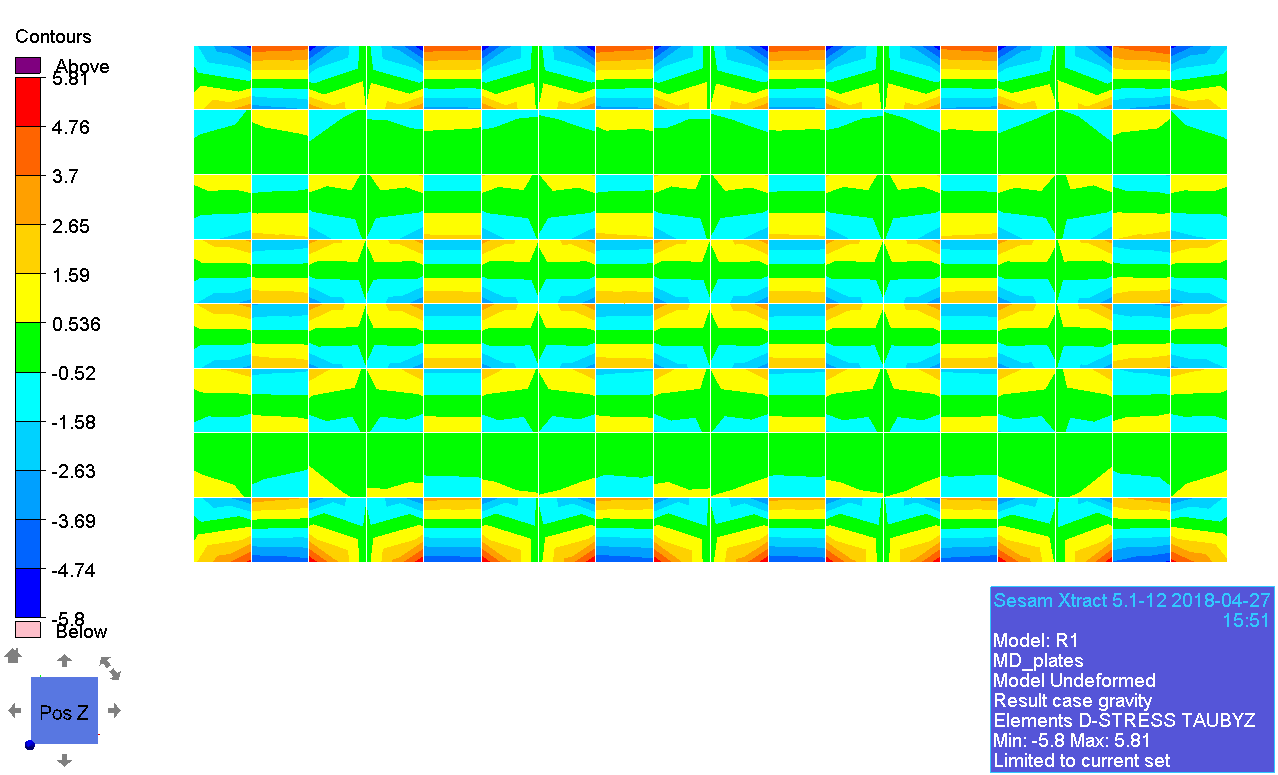 Contours
Above
5.81
4.76
3.7
2.65
1.59
0.536
-0.52
-1.58
-2.63
-3.69
-4.74
-5.8
Below
Pos Z
Sesam Xtract 5.1-12 2018-04-27
15:51
Model: R1
MD_plates
Model Undeformed
Result case gravity
Elements D-STRESS TAUBYZ
Min: -5.8 Max: 5.81
Limited to current set